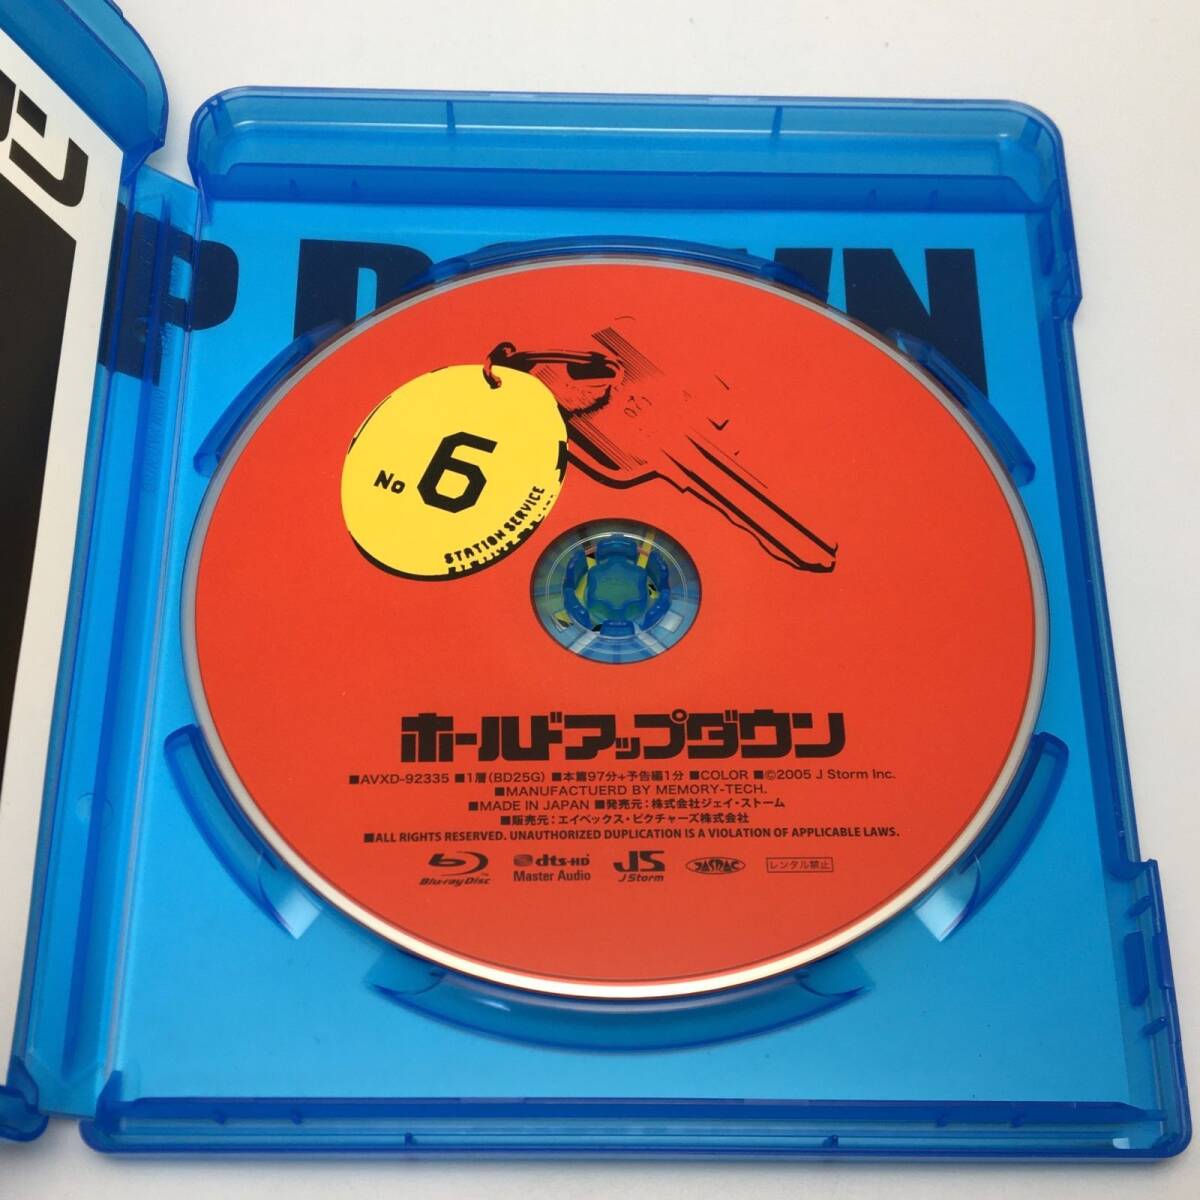 UP DOWN
No 6
STATION SERVICE
ホールドアップダウン
■AVXD-92335 ■1層(BD25G) ■本篇97分+予告編1分 ■COLOR ■©2005 J Storm Inc.
■MANUFACTUERD BY MEMORY-TECH.
■MADE IN JAPAN ■発売元：株式会社ジェイ・ストーム
■販売元：エイベックス・ピクチャーズ株式会社
■ALL RIGHTS RESERVED. UNAUTHORIZED DUPLICATION IS A VIOLATION OF APPLICABLE LAWS.
Blu-ray Disc
dts-HD
Master Audio
JS
J Storm
JASRAC
レンタル禁止